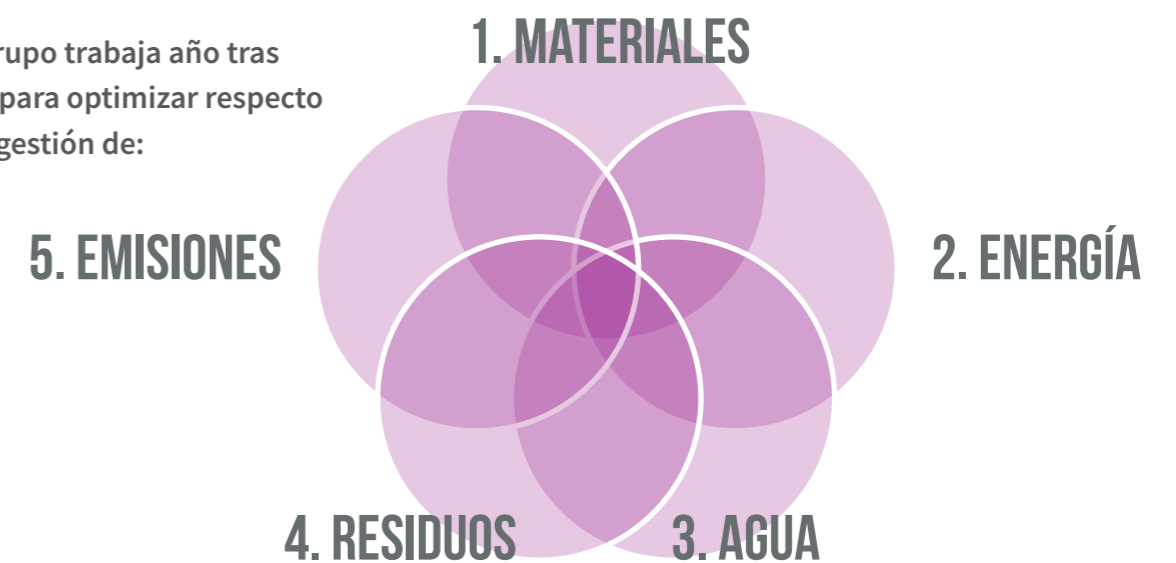 rupo trabaja año tras
para optimizar respecto
gestión de:
1. MATERIALES
2. ENERGÍA
3. AGUA
4. RESIDUOS
5. EMISIONES